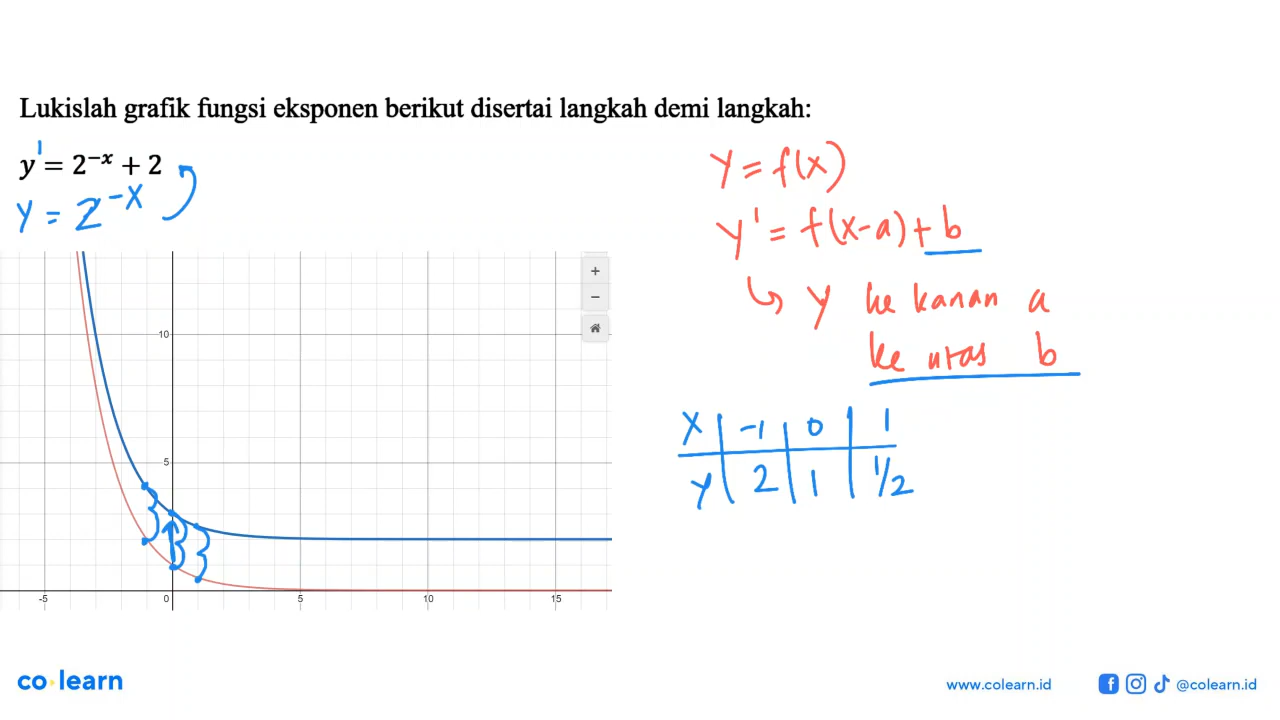 Lukislah grafik fungsi eksponen berikut disertai langkah demi langkah:
y' = 2^{-x} + 2
y = 2^{-x}
y = f(x)
y' = f(x-a) + b
↳ y ke kanan a
ke atas b
x | -1 | 0 | 1
y | 2 | 1 | 1/2
+
−
10
5
-5 0 5 10 15
co learn
www.colearn.id @colearn.id